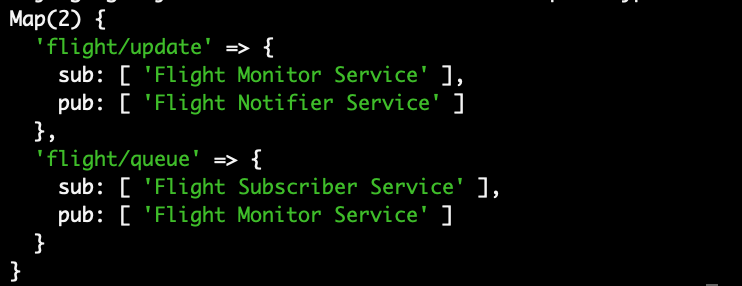 Map(2) {
  'flight/update' => {
    sub: [ 'Flight Monitor Service' ],
    pub: [ 'Flight Notifier Service' ]
  },
  'flight/queue' => {
    sub: [ 'Flight Subscriber Service' ],
    pub: [ 'Flight Monitor Service' ]
  }
}